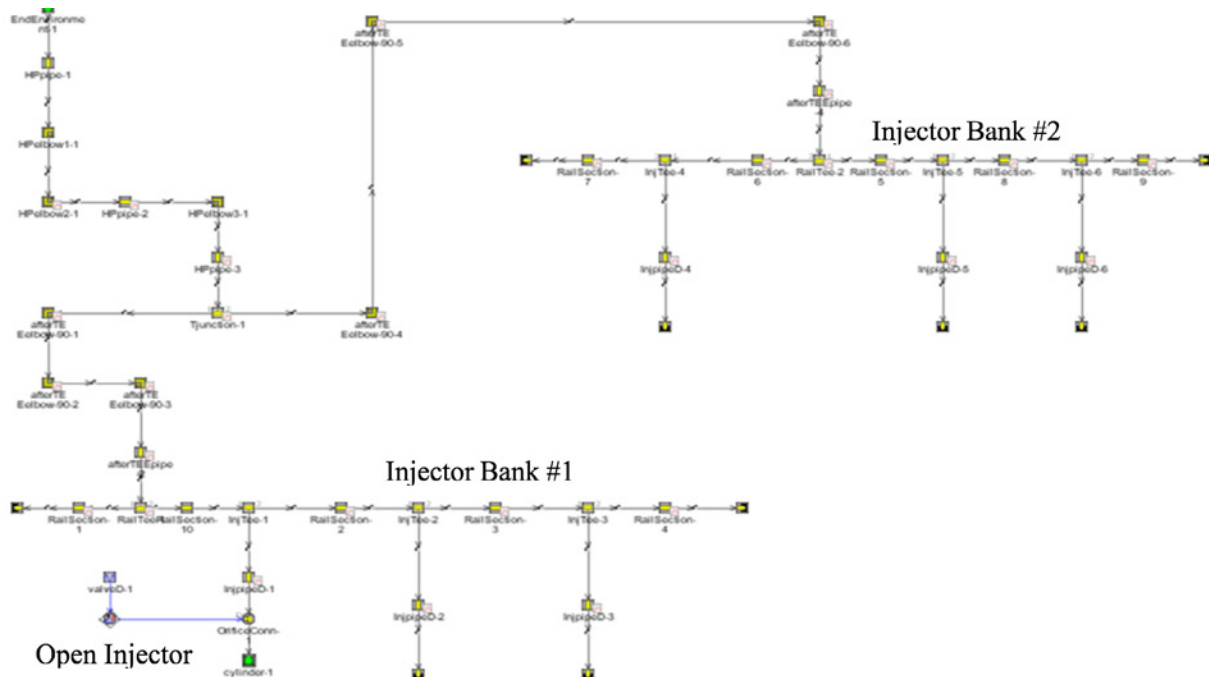 EndEnvironme
nt-1
HPpipe-1
HPelbow1-1
HPelbow2-1
HPpipe-2
HPelbow3-1
HPpipe-3
afterTE
Eelbow-90-1
Tjunction-1
afterTE
Eelbow-90-4
afterTE
Eelbow-90-5
afterTE
Eelbow-90-6
afterTEEpipe
-4
Injector Bank #2
RailSection-
7
InjTee-4
RailSection-
6
RailTee-2
RailSection-
5
InjTee-5
RailSection-
8
InjTee-6
RailSection-
9
InjpipeD-4
InjpipeD-5
InjpipeD-6
afterTE
Eelbow-90-2
afterTE
Eelbow-90-3
afterTEEpipe
Injector Bank #1
RailSection-
1
RailTee
RailSection-
10
InjTee-1
RailSection-
2
InjTee-2
RailSection-
3
InjTee-3
RailSection-
4
valveD-1
InjpipeD-1
InjpipeD-2
InjpipeD-3
OrificeConn-
1
Open Injector
cylinder-1